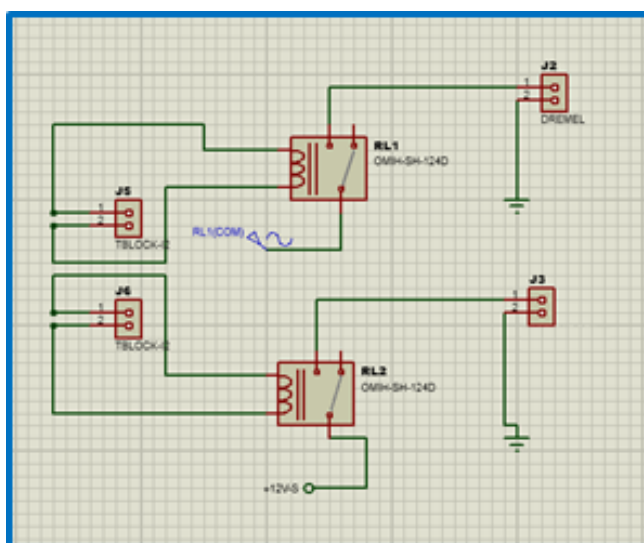 J2
1
2
DREMEL
RL1
OMIH-SH-124D
J5
1
2
TBLOCK-I2
RL1(COM)
J6
1
2
TBLOCK-I2
J3
1
2
RL2
OMIH-SH-124D
+12V-S